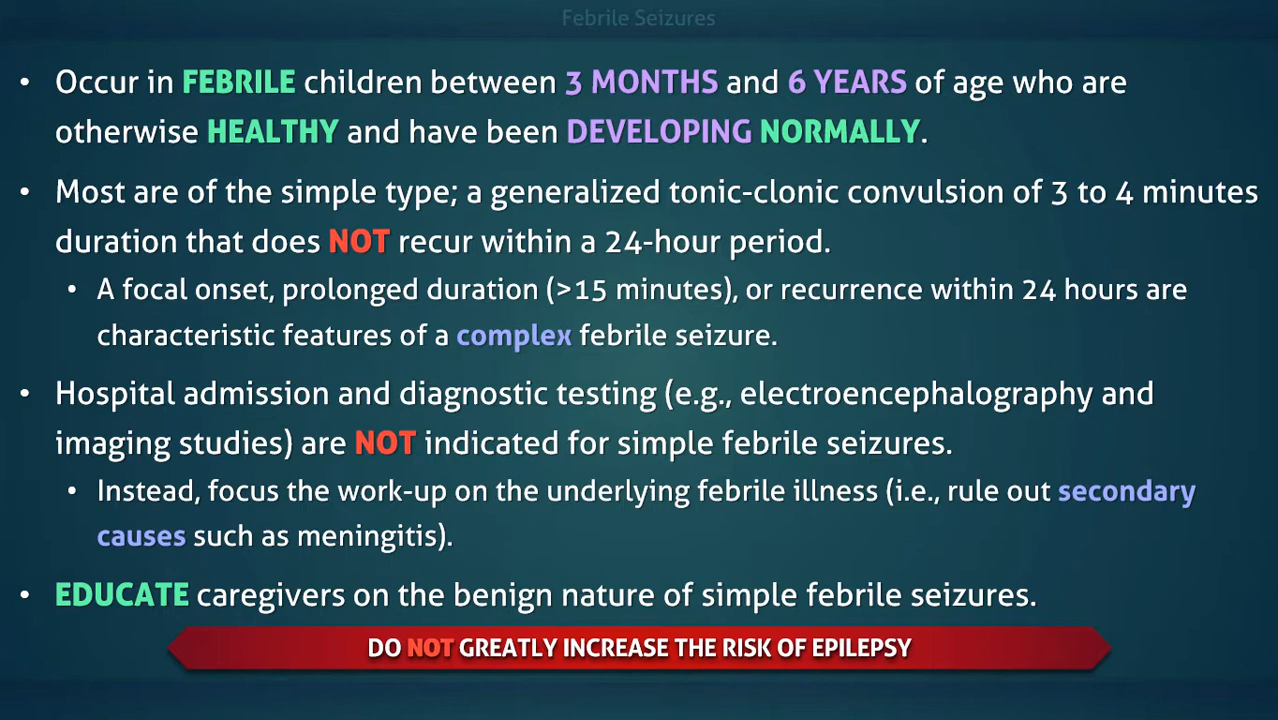 Febrile Seizures
• Occur in FEBRILE children between 3 MONTHS and 6 YEARS of age who are
otherwise HEALTHY and have been DEVELOPING NORMALLY.
• Most are of the simple type; a generalized tonic-clonic convulsion of 3 to 4 minutes
duration that does NOT recur within a 24-hour period.
• A focal onset, prolonged duration (>15 minutes), or recurrence within 24 hours are
characteristic features of a complex febrile seizure.
• Hospital admission and diagnostic testing (e.g., electroencephalography and
imaging studies) are NOT indicated for simple febrile seizures.
• Instead, focus the work-up on the underlying febrile illness (i.e., rule out secondary
causes such as meningitis).
• EDUCATE caregivers on the benign nature of simple febrile seizures.
DO NOT GREATLY INCREASE THE RISK OF EPILEPSY